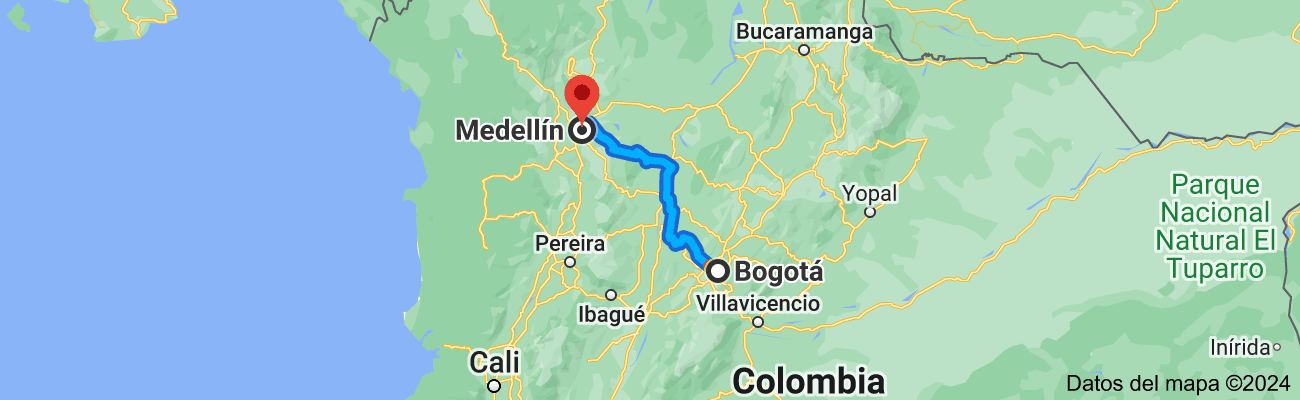 Bucaramanga
Medellín
Yopal
Parque
Nacional
Natural El
Tuparro
Pereira
Bogotá
Villavicencio
Ibagué
Inírida
Cali
Colombia
Datos del mapa ©2024